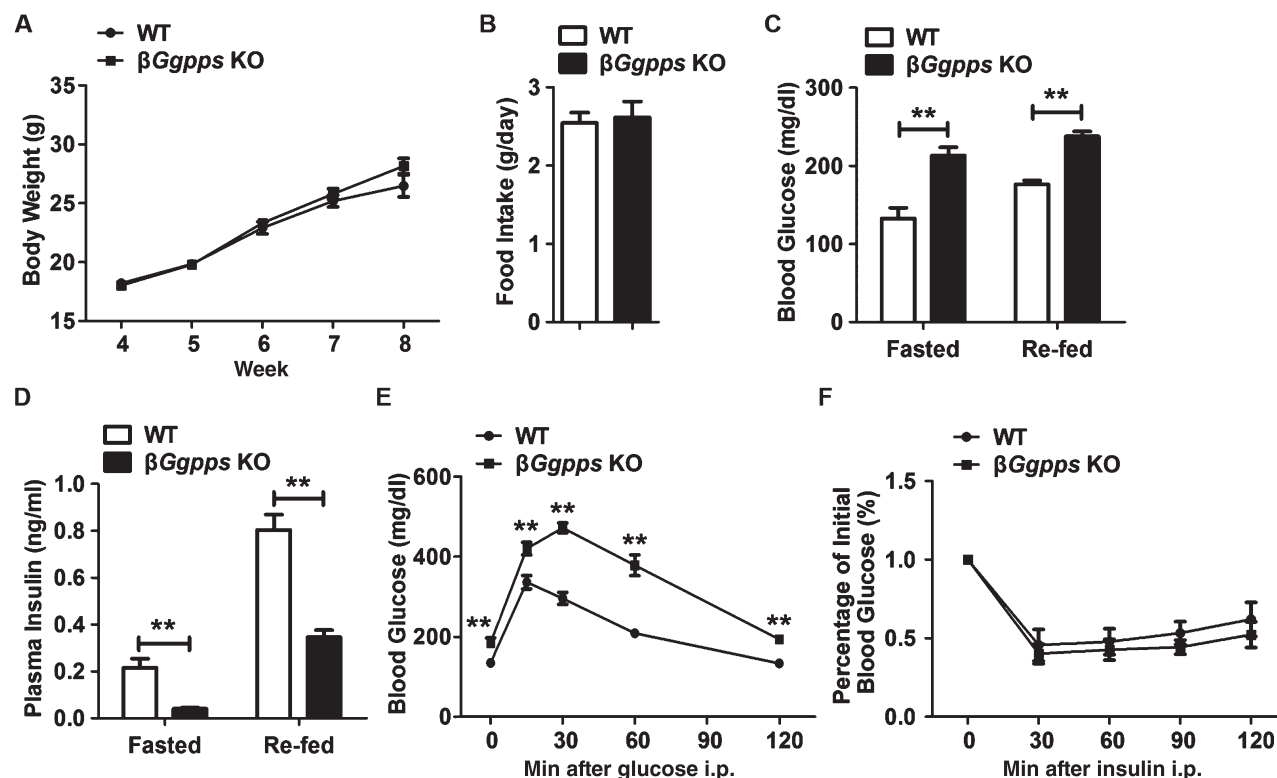 A
WT
βGgpps KO
Body Weight (g)
35
30
25
20
15
4 5 6 7 8
Week
B
WT
βGgpps KO
Food Intake (g/day)
3
2
1
0
C
WT
βGgpps KO
Blood Glucose (mg/dl)
300
200
100
0
**
**
Fasted Re-fed
D
WT
βGgpps KO
Plasma Insulin (ng/ml)
1.0
0.8
0.6
0.4
0.2
0.0
**
**
Fasted Re-fed
E
WT
βGgpps KO
Blood Glucose (mg/dl)
600
400
200
0
**
**
**
**
**
0 30 60 90 120
Min after glucose i.p.
F
WT
βGgpps KO
Percentage of Initial
Blood Glucose (%)
1.5
1.0
0.5
0.0
0 30 60 90 120
Min after insulin i.p.